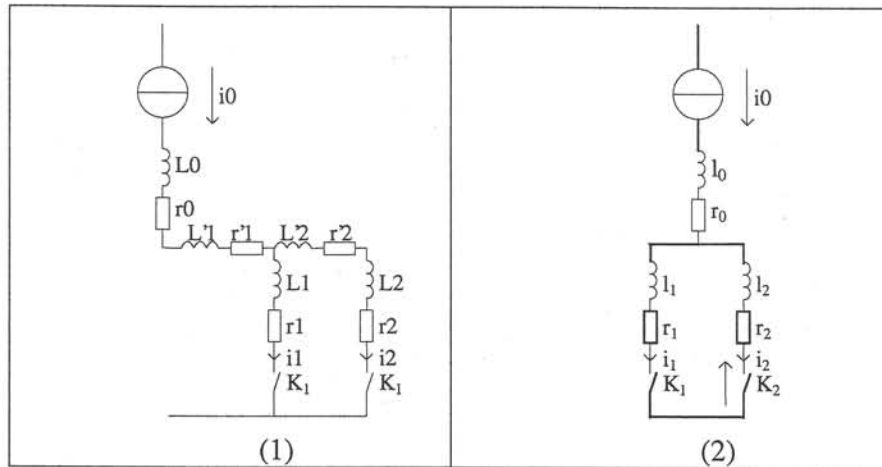 i0
L0
r0
L'1 r'1 L'2 r'2
L1 L2
r1 r2
i1 i2
K₁ K₁
(1)
i0
l₀
r₀
l₁ l₂
r₁ r₂
i₁ i₂
K₁ K₂
(2)